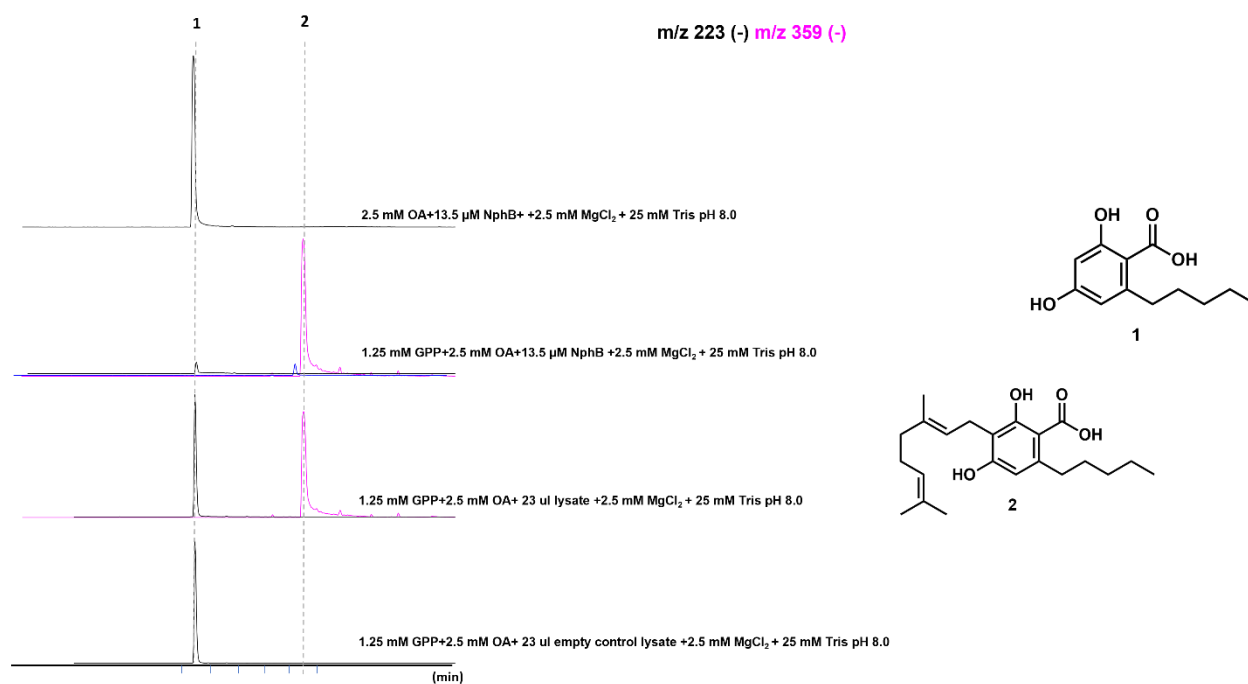 1
2
m/z 223 (-) m/z 359 (-)
2.5 mM OA+13.5 µM NphB+ +2.5 mM MgCl₂ + 25 mM Tris pH 8.0
1.25 mM GPP+2.5 mM OA+13.5 µM NphB +2.5 mM MgCl₂ + 25 mM Tris pH 8.0
1.25 mM GPP+2.5 mM OA+ 23 ul lysate +2.5 mM MgCl₂ + 25 mM Tris pH 8.0
1.25 mM GPP+2.5 mM OA+ 23 ul empty control lysate +2.5 mM MgCl₂ + 25 mM Tris pH 8.0
(min)
OH
O
OH
HO
1
OH
O
OH
HO
2